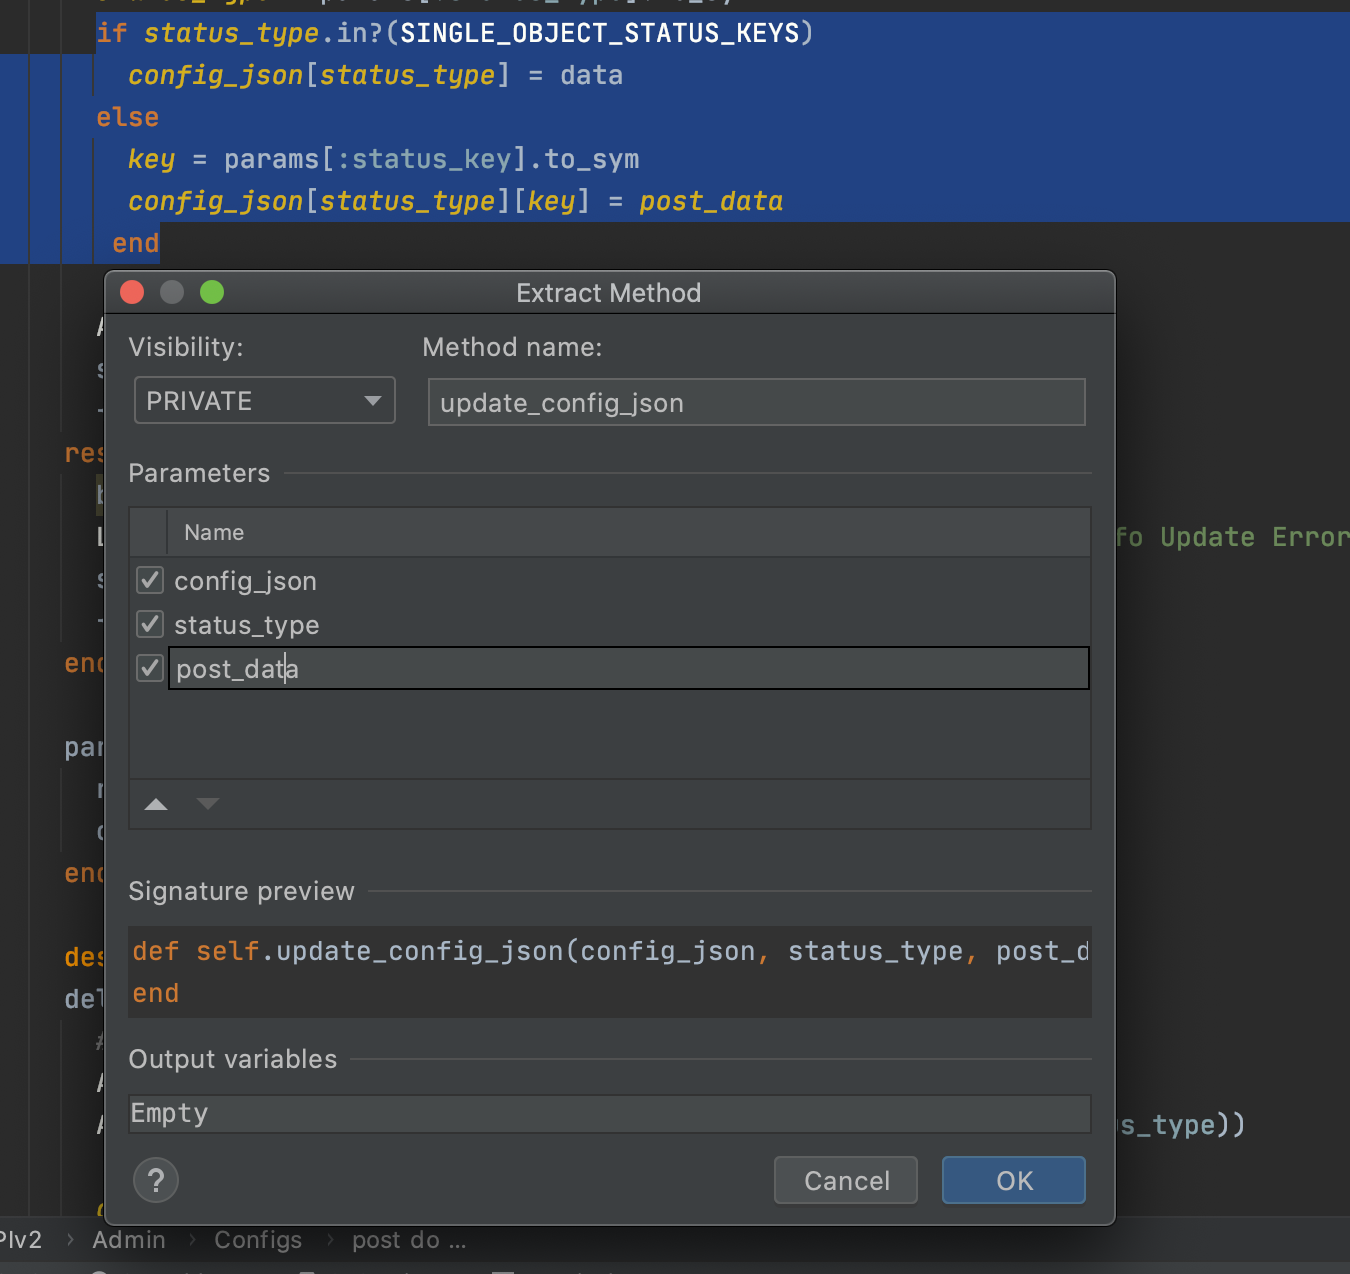 if status_type.in?(SINGLE_OBJECT_STATUS_KEYS)
config_json[status_type] = data
else
key = params[:status_key].to_sym
config_json[status_type][key] = post_data
end
Extract Method
Visibility: Method name:
PRIVATE update_config_json
Parameters
Name
config_json
status_type
post_data
fo Update Error
Signature preview
def self.update_config_json(config_json, status_type, post_d
end
Output variables
Empty
s_type))
? Cancel OK
res
end
par
end
des
del
PIv2 › Admin › Configs › post do ...